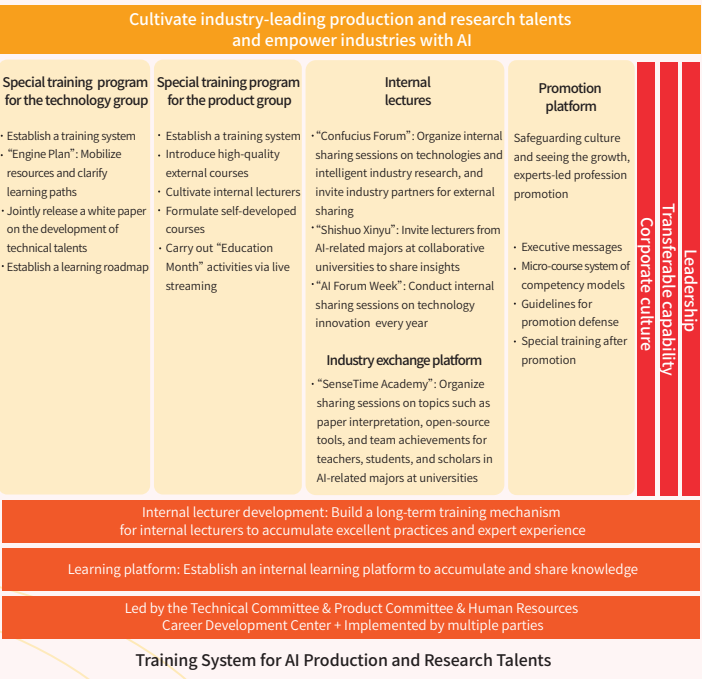 Cultivate industry-leading production and research talents
and empower industries with AI
Special training program
for the technology group
· Establish a training system
· “Engine Plan”: Mobilize
resources and clarify
learning paths
· Jointly release a white paper
on the development of
technical talents
· Establish a learning roadmap
Special training program
for the product group
· Establish a training system
· Introduce high-quality
external courses
· Cultivate internal lecturers
· Formulate self-developed
courses
· Carry out “Education
Month” activities via live
streaming
Internal
lectures
· “Confucius Forum”: Organize internal
sharing sessions on technologies and
intelligent industry research, and
invite industry partners for external
sharing
· “Shishuo Xinyu”: Invite lecturers from
AI-related majors at collaborative
universities to share insights
· “AI Forum Week”: Conduct internal
sharing sessions on technology
innovation every year
Industry exchange platform
· “SenseTime Academy”: Organize
sharing sessions on topics such as
paper interpretation, open-source
tools, and team achievements for
teachers, students, and scholars in
AI-related majors at universities
Promotion
platform
Safeguarding culture
and seeing the growth,
experts-led profession
promotion
· Executive messages
· Micro-course system of
competency models
· Guidelines for
promotion defense
· Special training after
promotion
Corporate culture
Transferable capability
Leadership
Internal lecturer development: Build a long-term training mechanism
for internal lecturers to accumulate excellent practices and expert experience
Learning platform: Establish an internal learning platform to accumulate and share knowledge
Led by the Technical Committee & Product Committee & Human Resources
Career Development Center + Implemented by multiple parties
Training System for AI Production and Research Talents